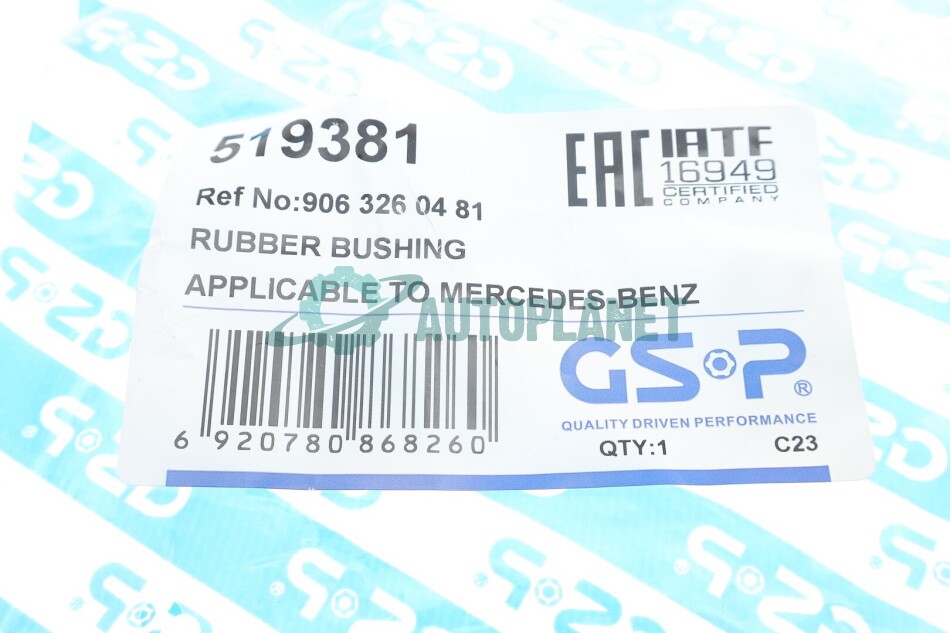 519381
EAC
IATF
16949
CERTIFIED
COMPANY
Ref No:906 326 04 81
RUBBER BUSHING
APPLICABLE TO MERCEDES-BENZ
AUTOPLANET
GSP®
QUALITY DRIVEN PERFORMANCE
6 920780 868260
QTY:1
C23